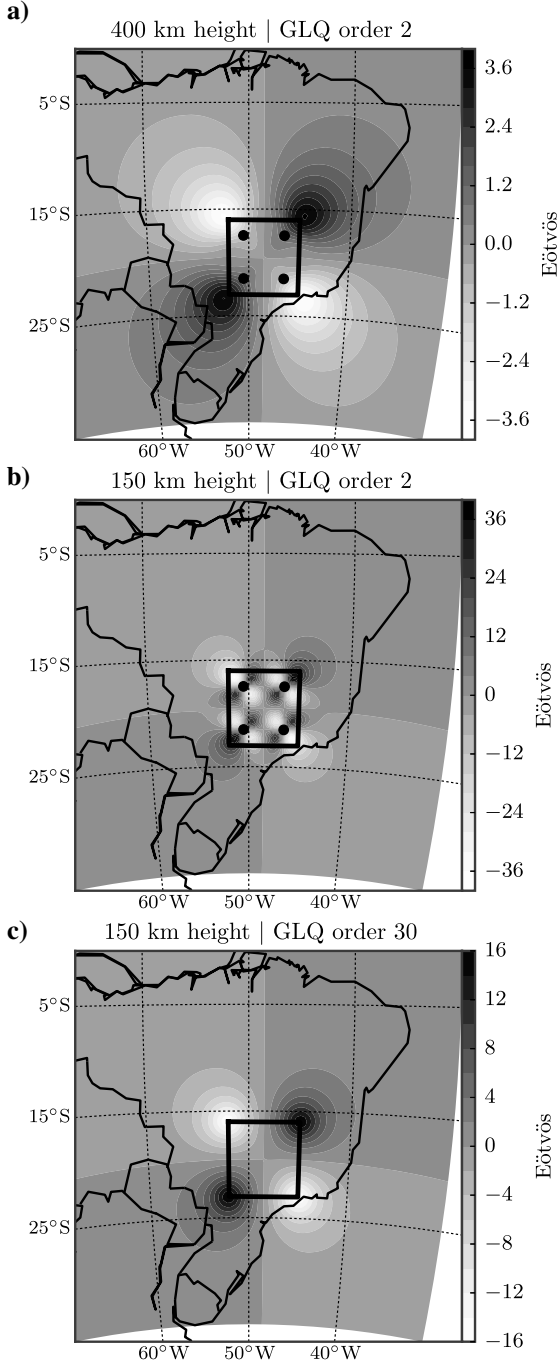 a)
400 km height | GLQ order 2
5°S
15°S
25°S
60°W 50°W 40°W
3.6
2.4
1.2
0.0
−1.2
−2.4
−3.6
Eötvös
b)
150 km height | GLQ order 2
5°S
15°S
25°S
60°W 50°W 40°W
36
24
12
0
−12
−24
−36
Eötvös
c)
150 km height | GLQ order 30
5°S
15°S
25°S
60°W 50°W 40°W
16
12
8
4
0
−4
−8
−12
−16
Eötvös